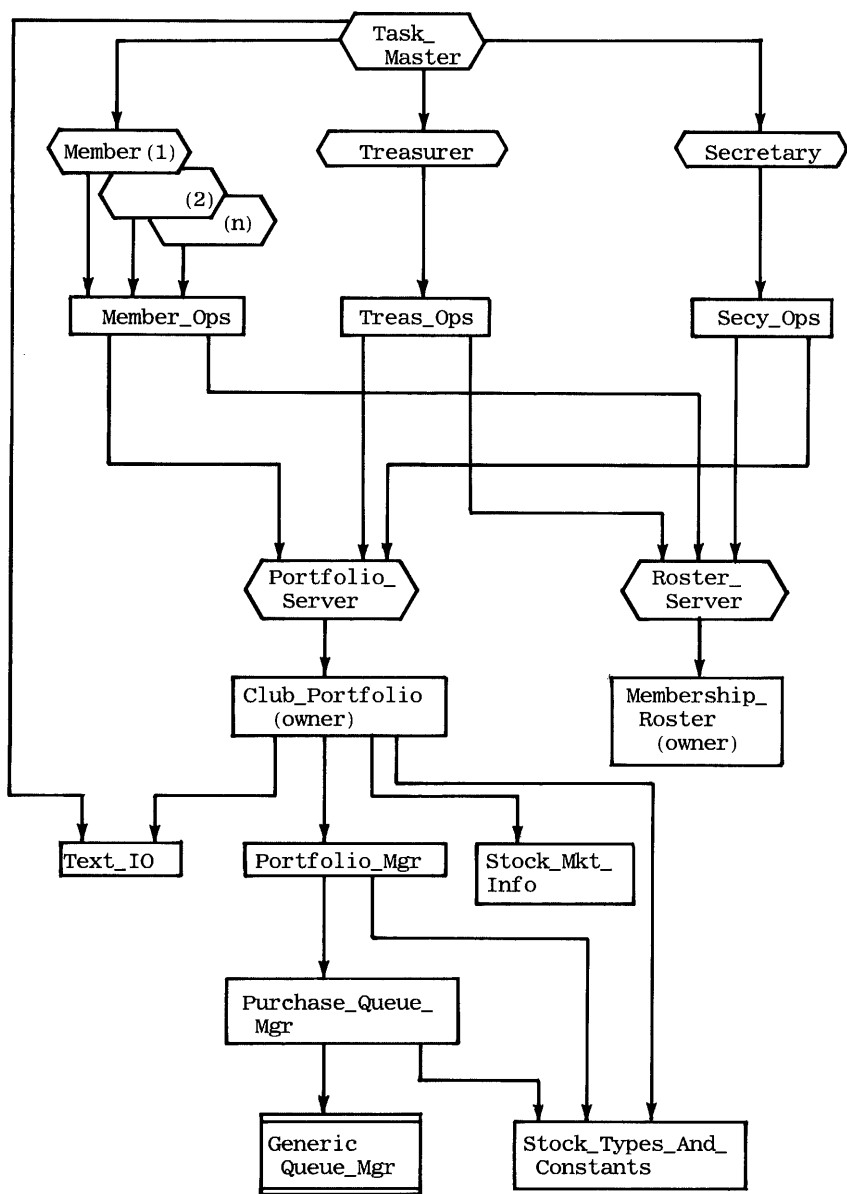 Task_
Master
Member (1)
(2)
(n)
Treasurer
Secretary
Member_Ops
Treas_Ops
Secy_Ops
Portfolio_
Server
Roster_
Server
Club_Portfolio
(owner)
Membership_
Roster
(owner)
Text_IO
Portfolio_Mgr
Stock_Mkt_
Info
Purchase_Queue_
Mgr
Generic
Queue_Mgr
Stock_Types_And_
Constants